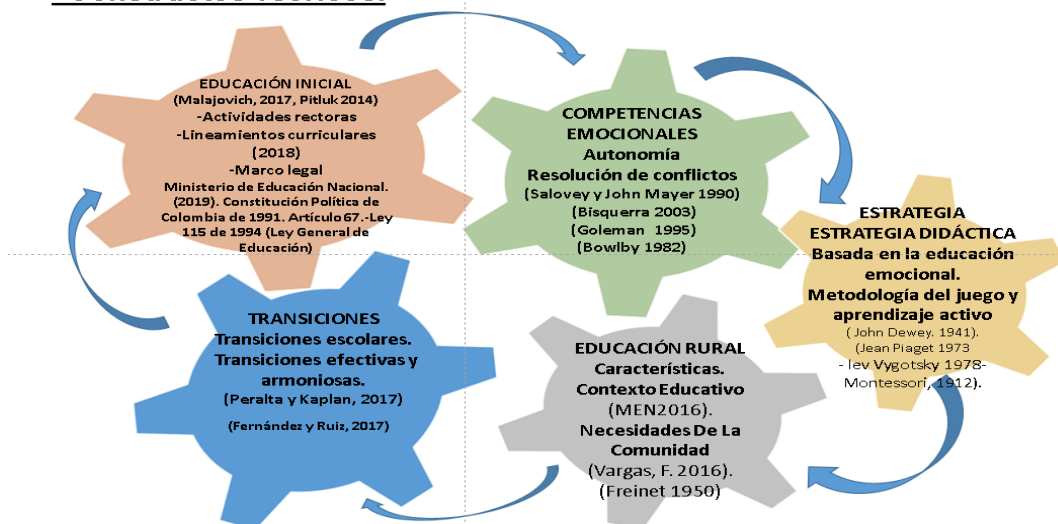 EDUCACIÓN INICIAL
(Malajovich, 2017, Pitluk 2014)
-Actividades rectoras
-Lineamientos curriculares
(2018)
-Marco legal
Ministerio de Educación Nacional.
(2019}. Constitución Política de
Colombia de 1991. Artículo 67.-Ley
115 de 1994 (Ley General de
Educación)
COMPETENCIAS
EMOCIONALES
Autonomía
Resolución de conflictos
(Salovey y John Mayer 1990)
(Bisquerra 2003)
(Goleman 1995)
(Bowlby 1982)
ESTRATEGIA
ESTRATEGIA DIDÁCTICA
Basada en la educación
emocional.
Metodología del juego y
aprendizaje activo
( John Dewey. 1941).
(Jean Piaget 1973
- lev Vygotsky 1978-
Montessori, 1912).
EDUCACIÓN RURAL
Características.
Contexto Educativo
(MEN2016).
Necesidades De La
Comunidad
(Vargas, F. 2016).
(Freinet 1950)
TRANSICIONES
Transiciones escolares.
Transiciones efectivas y
armoniosas.
(Peralta y Kaplan, 2017)
(Fernández y Ruiz, 2017)